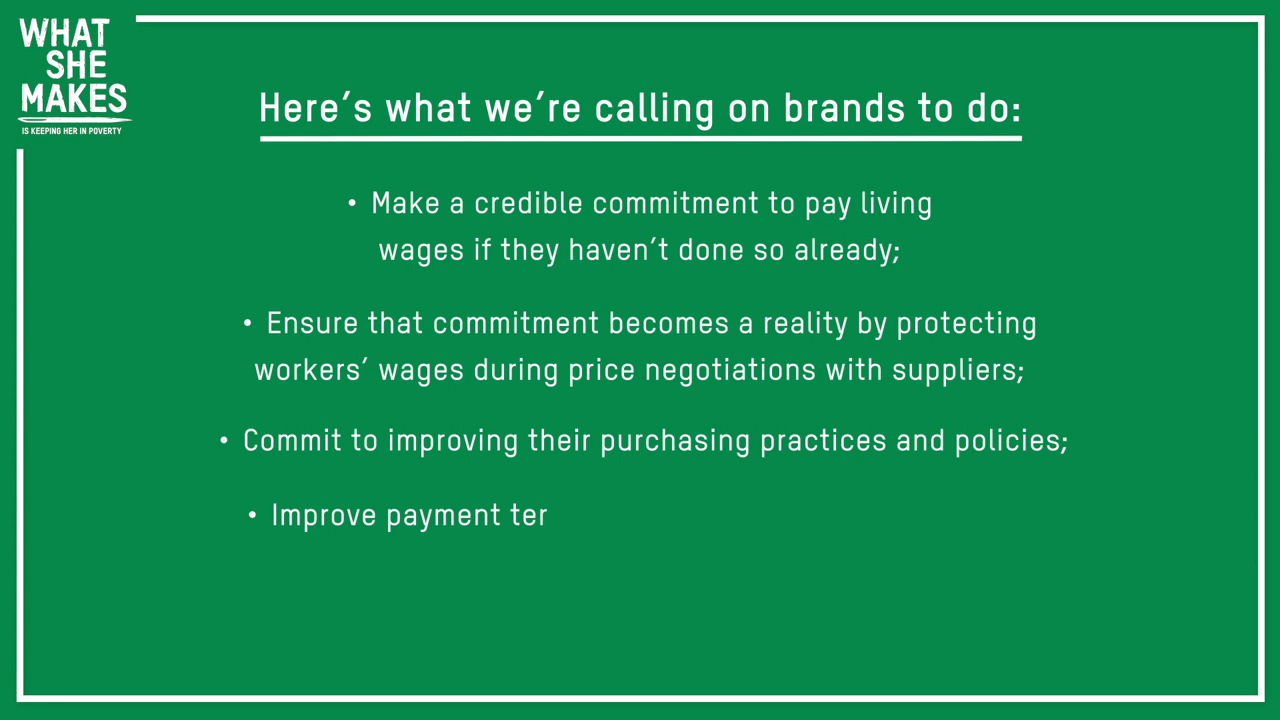 WHAT
SHE
MAKES
IS KEEPING HER IN POVERTY
Here's what we're calling on brands to do:
• Make a credible commitment to pay living
wages if they haven't done so already;
• Ensure that commitment becomes a reality by protecting
workers' wages during price negotiations with suppliers;
• Commit to improving their purchasing practices and policies;
• Improve payment ter